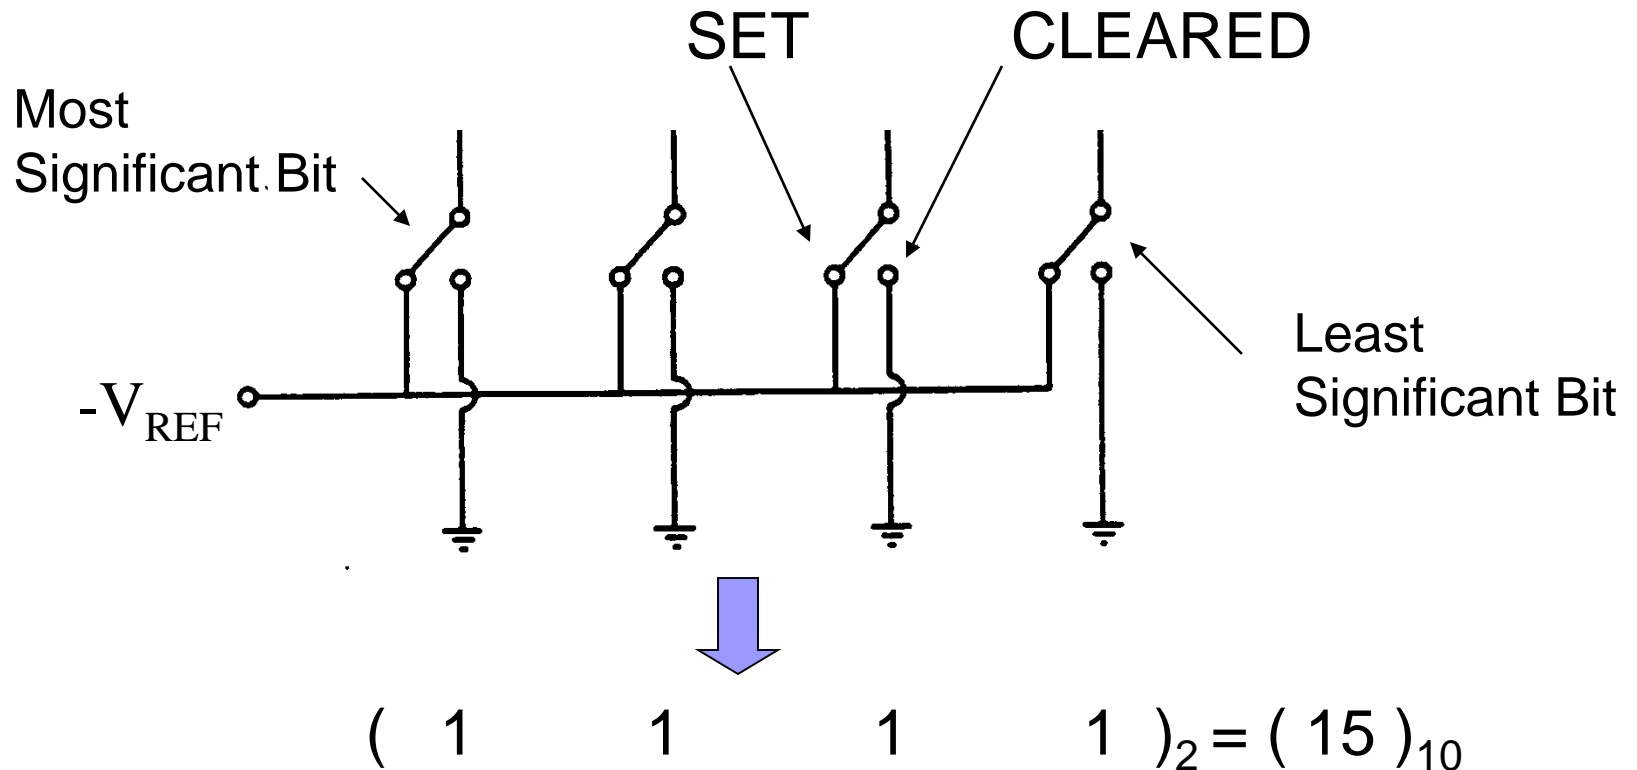 SET CLEARED
Most
Significant Bit
Least
Significant Bit
-VREF
( 1 1 1 1 )2 = ( 15 )10